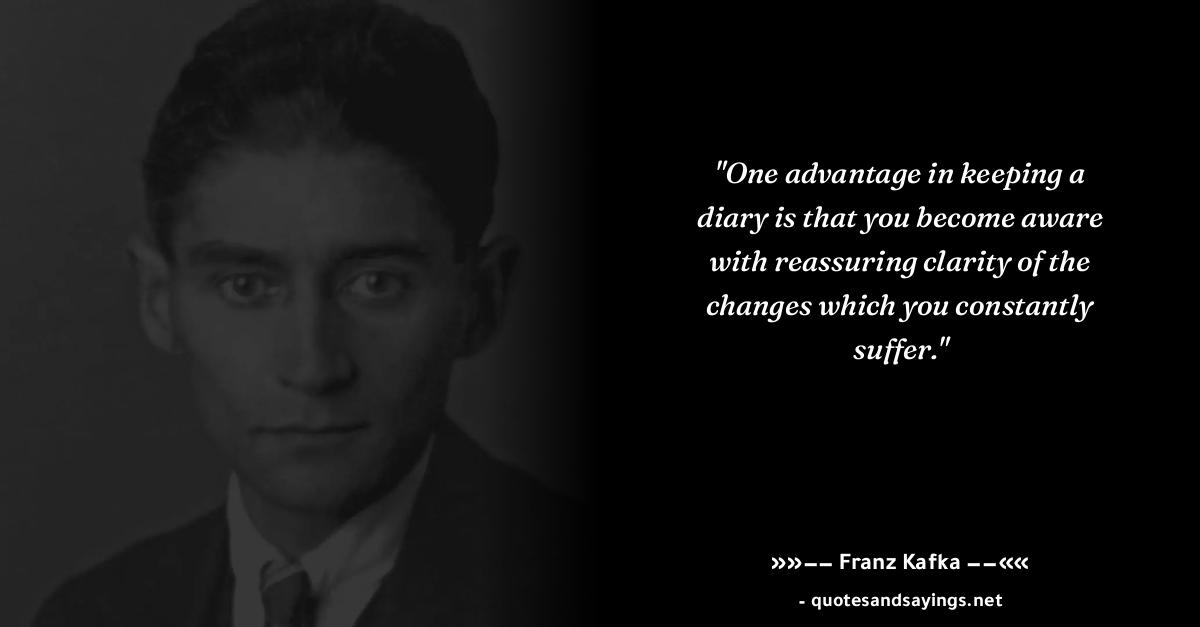 "One advantage in keeping a
diary is that you become aware
with reassuring clarity of the
changes which you constantly
suffer."
»»–– Franz Kafka ––««
- quotesandsayings.net